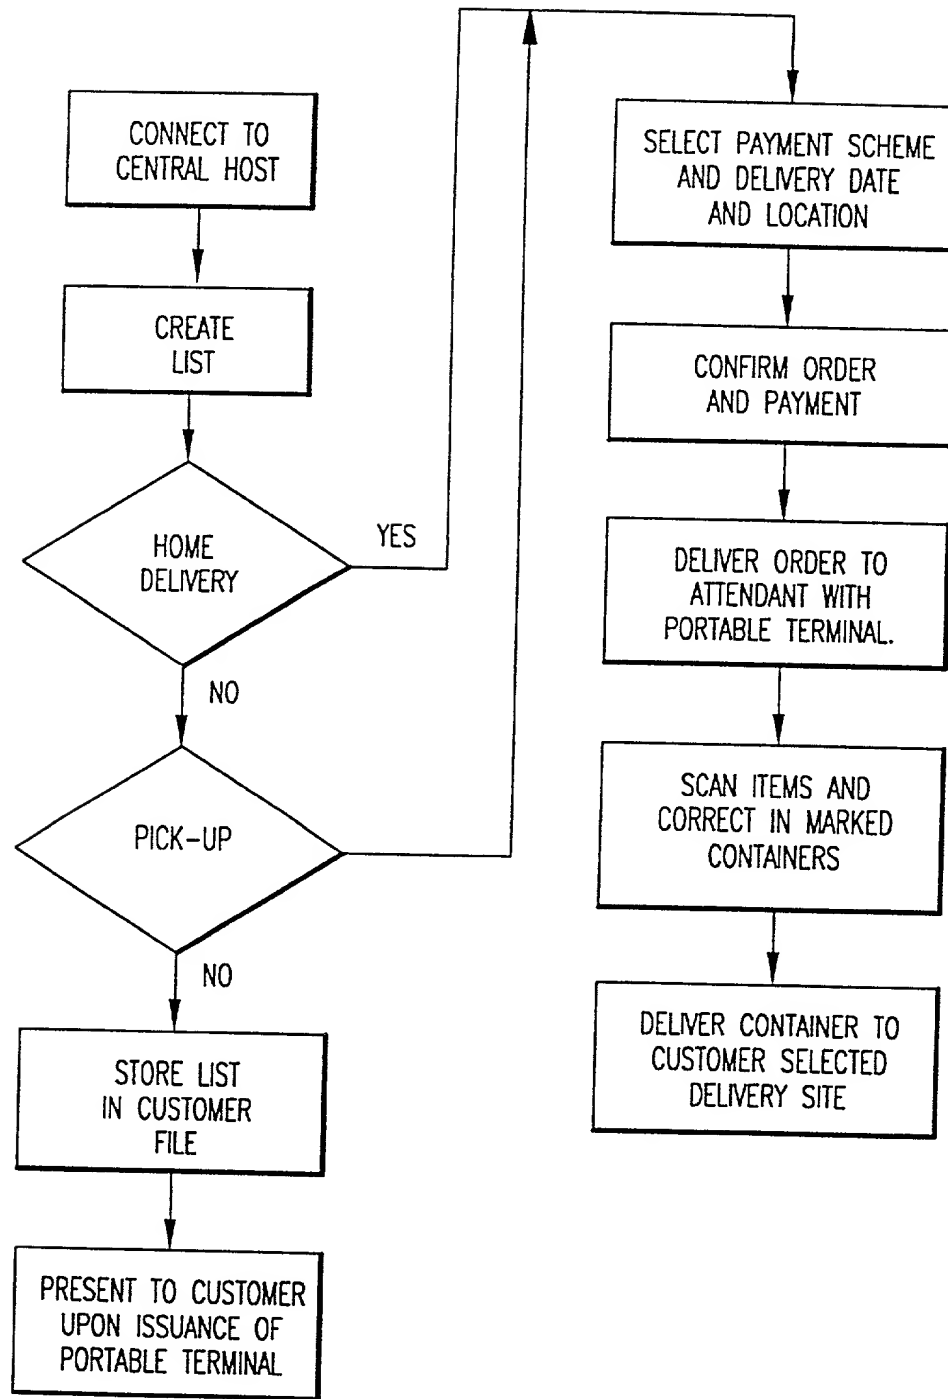 CONNECT TO
CENTRAL HOST
CREATE
LIST
HOME
DELIVERY
YES
NO
PICK-UP
NO
STORE LIST
IN CUSTOMER
FILE
PRESENT TO CUSTOMER
UPON ISSUANCE OF
PORTABLE TERMINAL
SELECT PAYMENT SCHEME
AND DELIVERY DATE
AND LOCATION
CONFIRM ORDER
AND PAYMENT
DELIVER ORDER TO
ATTENDANT WITH
PORTABLE TERMINAL.
SCAN ITEMS AND
CORRECT IN MARKED
CONTAINERS
DELIVER CONTAINER TO
CUSTOMER SELECTED
DELIVERY SITE